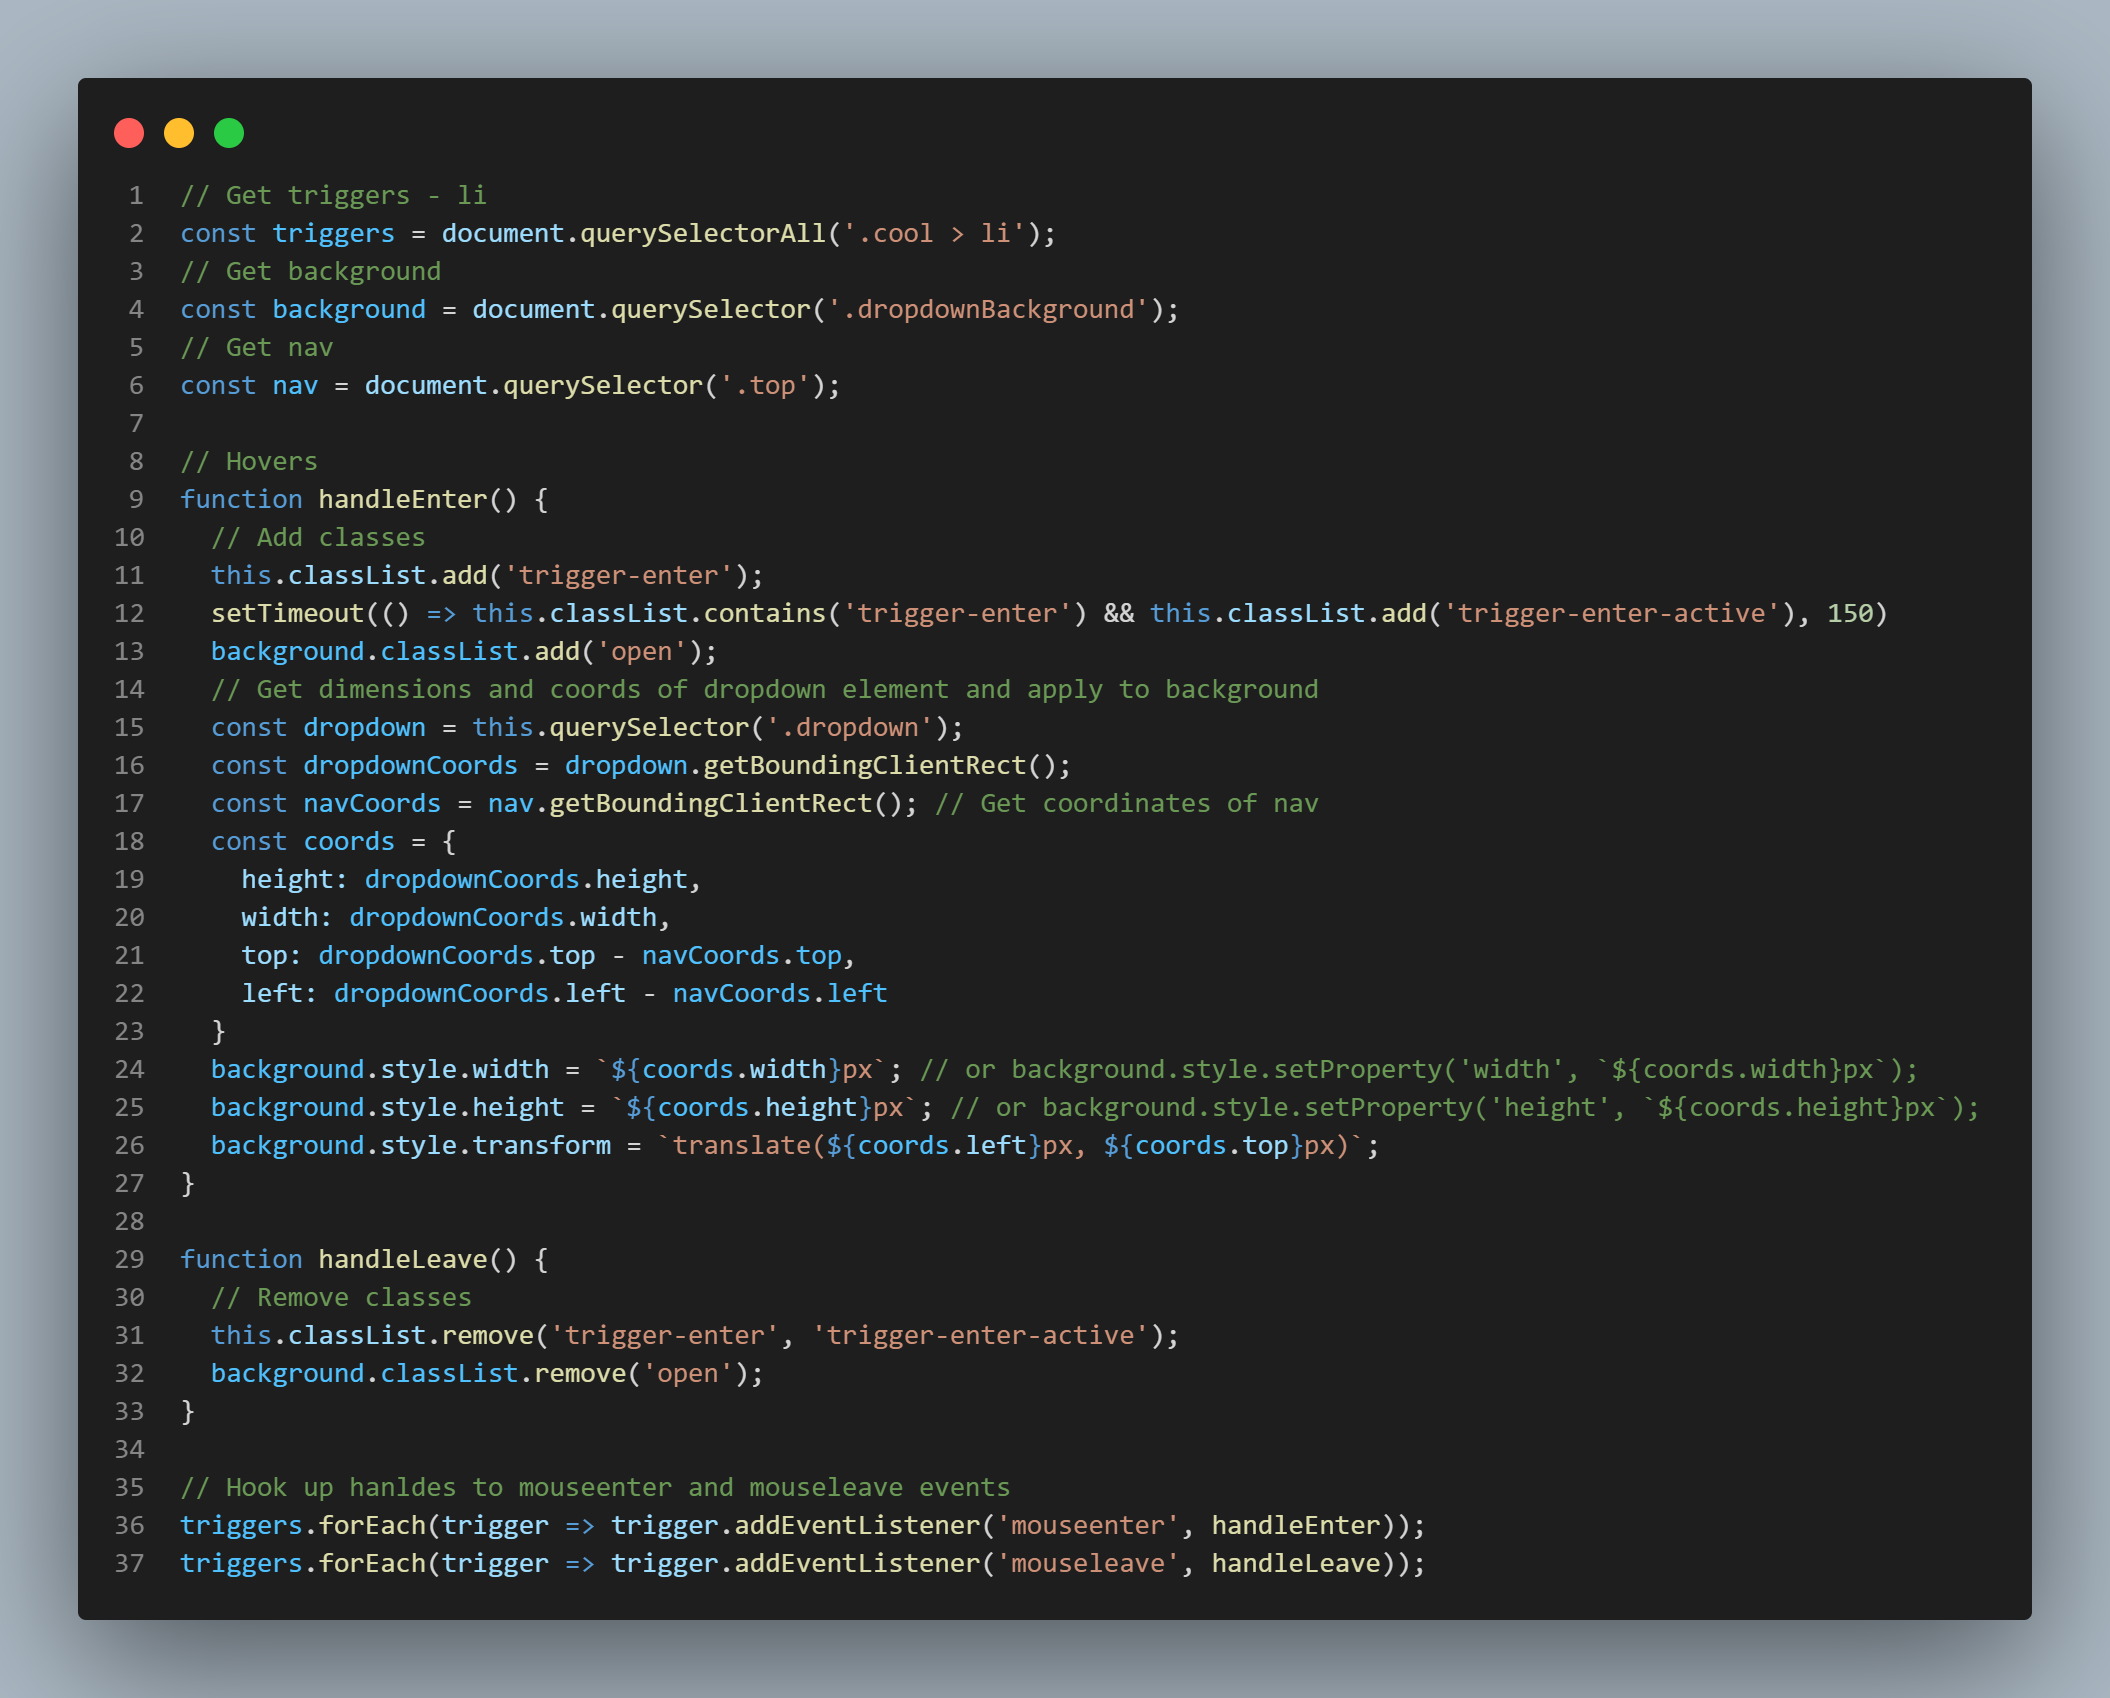 1 // Get triggers - li
2 const triggers = document.querySelectorAll('.cool > li');
3 // Get background
4 const background = document.querySelector('.dropdownBackground');
5 // Get nav
6 const nav = document.querySelector('.top');
7
8 // Hovers
9 function handleEnter() {
10   // Add classes
11   this.classList.add('trigger-enter');
12   setTimeout(() => this.classList.contains('trigger-enter') && this.classList.add('trigger-enter-active'), 150)
13   background.classList.add('open');
14   // Get dimensions and coords of dropdown element and apply to background
15   const dropdown = this.querySelector('.dropdown');
16   const dropdownCoords = dropdown.getBoundingClientRect();
17   const navCoords = nav.getBoundingClientRect(); // Get coordinates of nav
18   const coords = {
19     height: dropdownCoords.height,
20     width: dropdownCoords.width,
21     top: dropdownCoords.top - navCoords.top,
22     left: dropdownCoords.left - navCoords.left
23   }
24   background.style.width = `${coords.width}px`; // or background.style.setProperty('width', `${coords.width}px`);
25   background.style.height = `${coords.height}px`; // or background.style.setProperty('height', `${coords.height}px`);
26   background.style.transform = `translate(${coords.left}px, ${coords.top}px)`;
27 }
28
29 function handleLeave() {
30   // Remove classes
31   this.classList.remove('trigger-enter', 'trigger-enter-active');
32   background.classList.remove('open');
33 }
34
35 // Hook up hanldes to mouseenter and mouseleave events
36 triggers.forEach(trigger => trigger.addEventListener('mouseenter', handleEnter));
37 triggers.forEach(trigger => trigger.addEventListener('mouseleave', handleLeave));